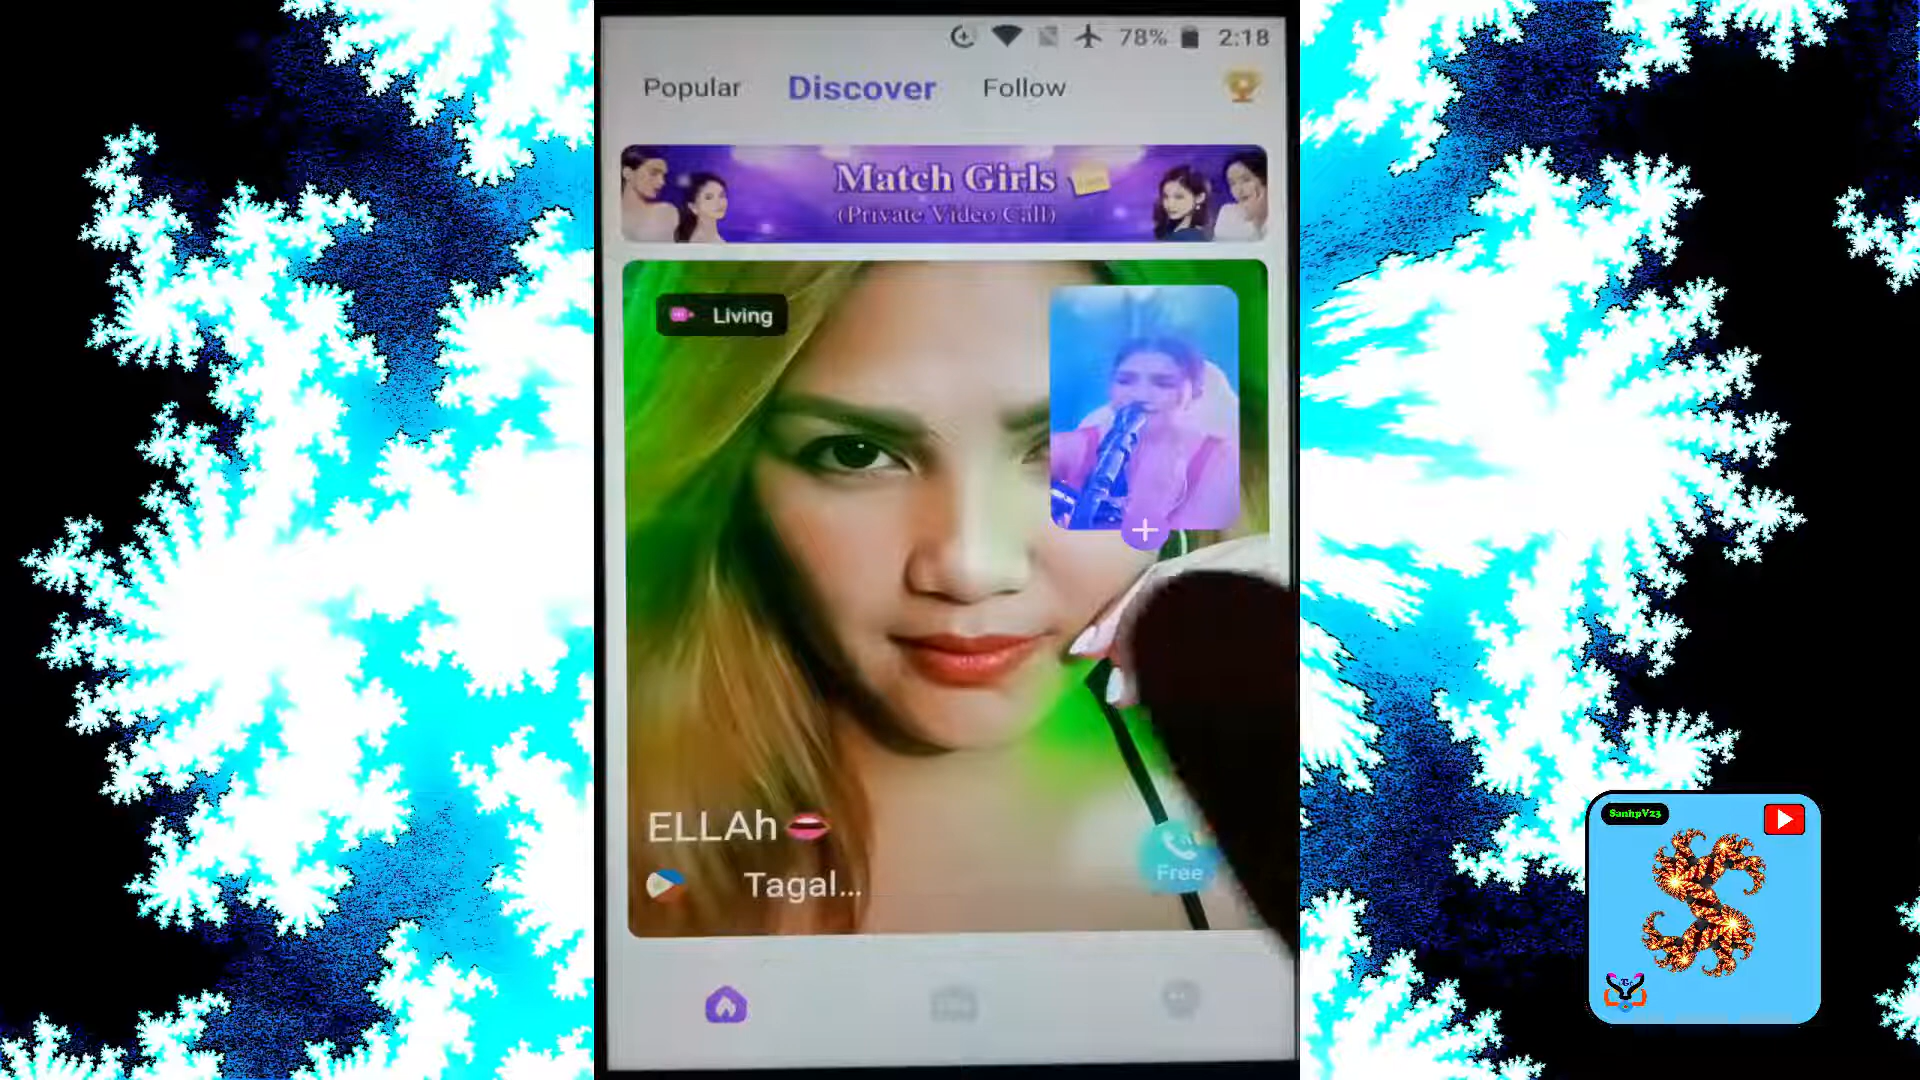 78% 2:18
Popular Discover Follow
Match Girls
(Private Video Call)
Living
ELLAh
Tagal...
Free
SanhpV23